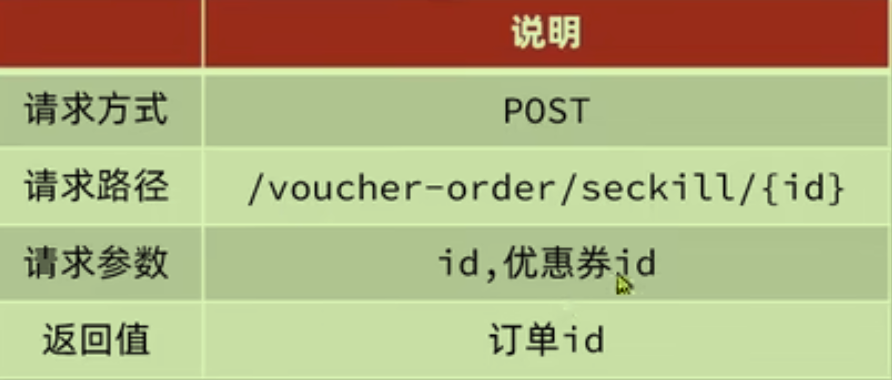 说明
请求方式 POST
请求路径 /voucher-order/seckill/{id}
请求参数 id,优惠券id
返回值 订单id